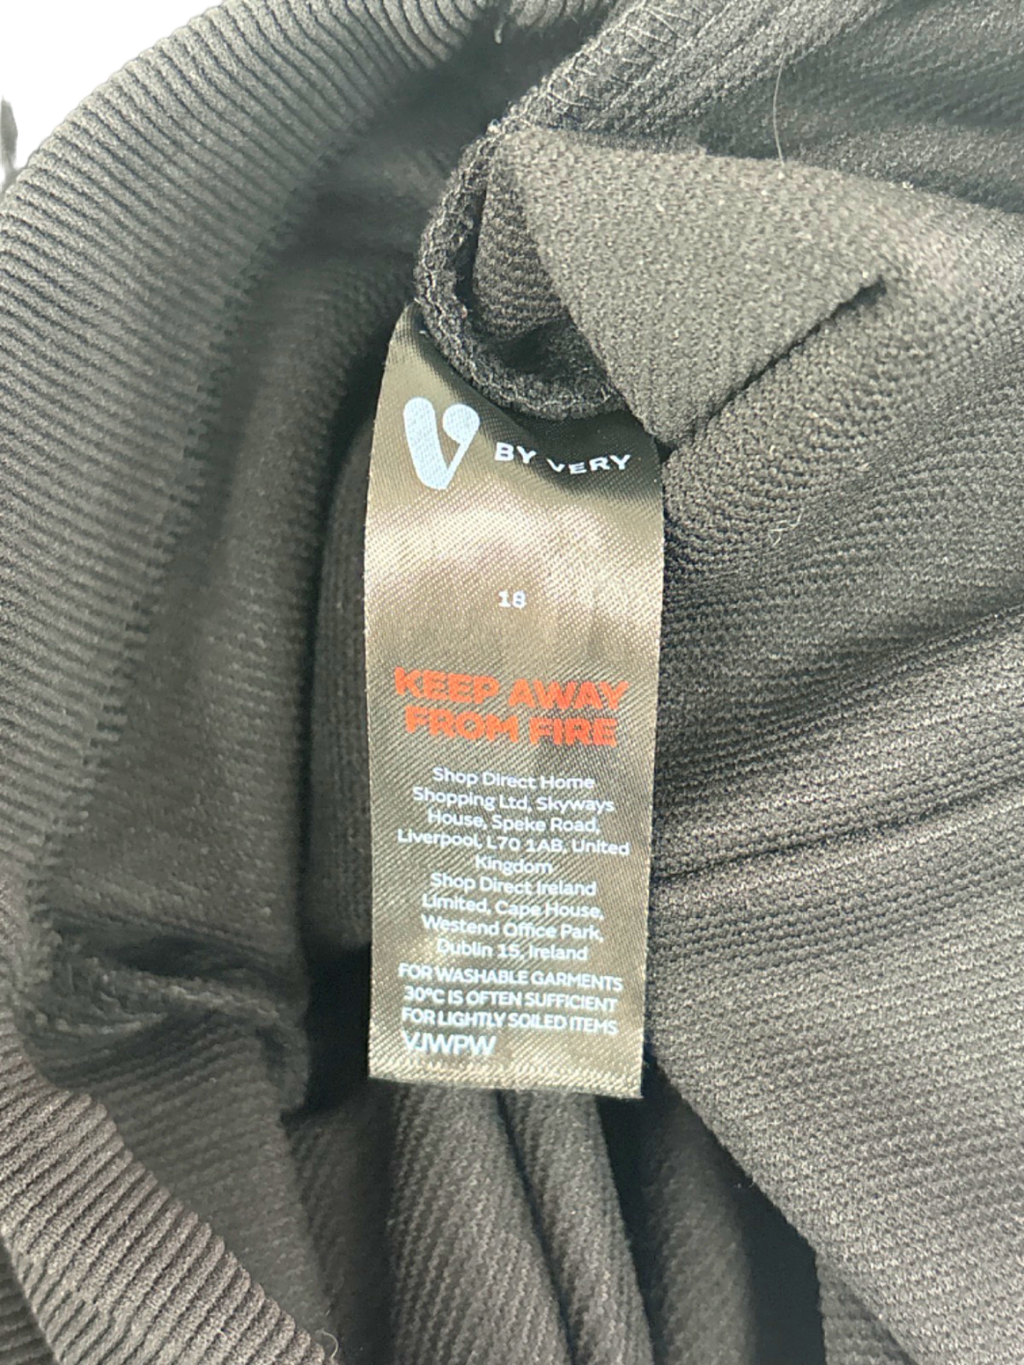 V BY VERY
18
KEEP AWAY
FROM FIRE
Shop Direct Home
Shopping Ltd, Skyways
House, Speke Road,
Liverpool, L70 1AB, United
Kingdom
Shop Direct Ireland
Limited, Cape House,
Westend Office Park,
Dublin 15, Ireland
FOR WASHABLE GARMENTS
30°C IS OFTEN SUFFICIENT
FOR LIGHTLY SOILED ITEMS
VJWPW